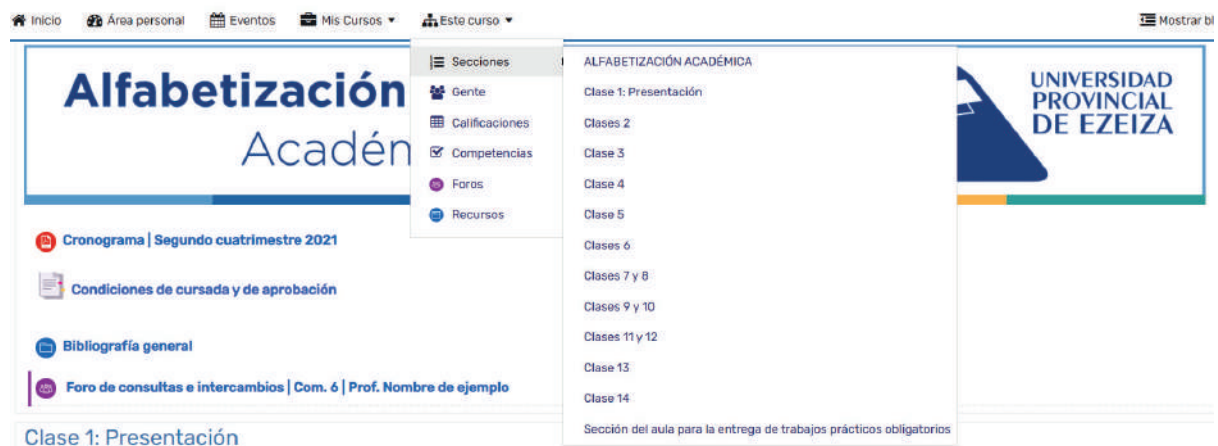 Inicio Área personal Eventos Mis Cursos Este curso Mostrar bl
Alfabetización
Acadén
UNIVERSIDAD
PROVINCIAL
DE EZEIZA
Secciones
Gente
Calificaciones
Competencias
Foros
Recursos
ALFABETIZACIÓN ACADÉMICA
Clase 1: Presentación
Clases 2
Clase 3
Clase 4
Clase 5
Clases 6
Clases 7 y 8
Clases 9 y 10
Clases 11 y 12
Clase 13
Clase 14
Sección del aula para la entrega de trabajos prácticos obligatorios
Cronograma | Segundo cuatrimestre 2021
Condiciones de cursada y de aprobación
Bibliografía general
Foro de consultas e intercambios | Com. 6 | Prof. Nombre de ejemplo
Clase 1: Presentación